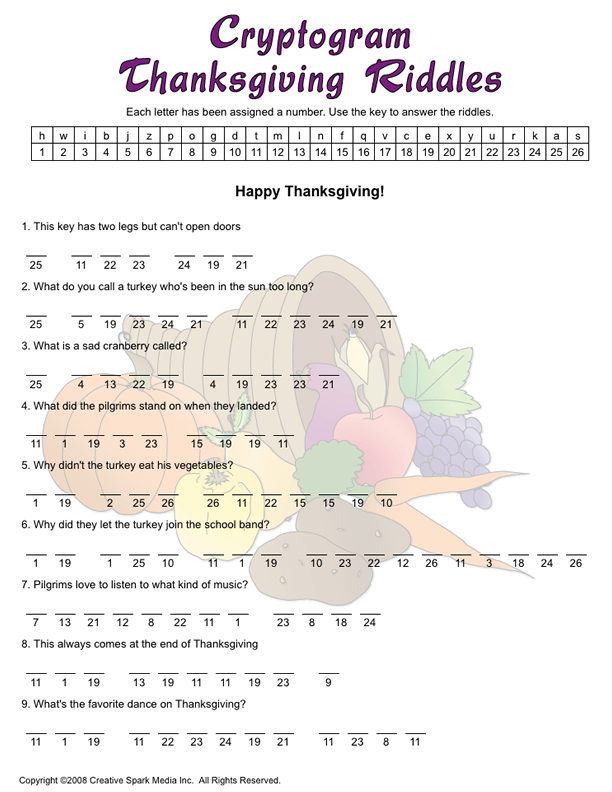 Cryptogram
Thanksgiving Riddles
Each letter has been assigned a number. Use the key to answer the riddles.
h w i b j z p o g d t m l n f q v c e x y u r k a s
1 2 3 4 5 6 7 8 9 10 11 12 13 14 15 16 17 18 19 20 21 22 23 24 25 26
Happy Thanksgiving!
1. This key has two legs but can't open doors
25 11 22 23 24 19 21
2. What do you call a turkey who's been in the sun too long?
25 5 19 23 24 21 11 22 23 24 19 21
3. What is a sad cranberry called?
25 4 13 22 19 4 19 23 23 21
4. What did the pilgrims stand on when they landed?
11 1 19 3 23 15 19 19 11
5. Why didn't the turkey eat his vegetables?
1 19 2 25 26 26 11 22 15 15 19 10
6. Why did they let the turkey join the school band?
1 19 1 25 10 11 1 19 10 23 22 12 26 11 3 18 24 26
7. Pilgrims love to listen to what kind of music?
7 13 21 12 8 22 11 1 23 8 18 24
8. This always comes at the end of Thanksgiving
11 1 19 13 19 11 11 19 23 9
9. What's the favorite dance on Thanksgiving?
11 1 19 11 22 23 24 19 21 11 23 8 11
Copyright ©2008 Creative Spark Media Inc. All Rights Reserved.